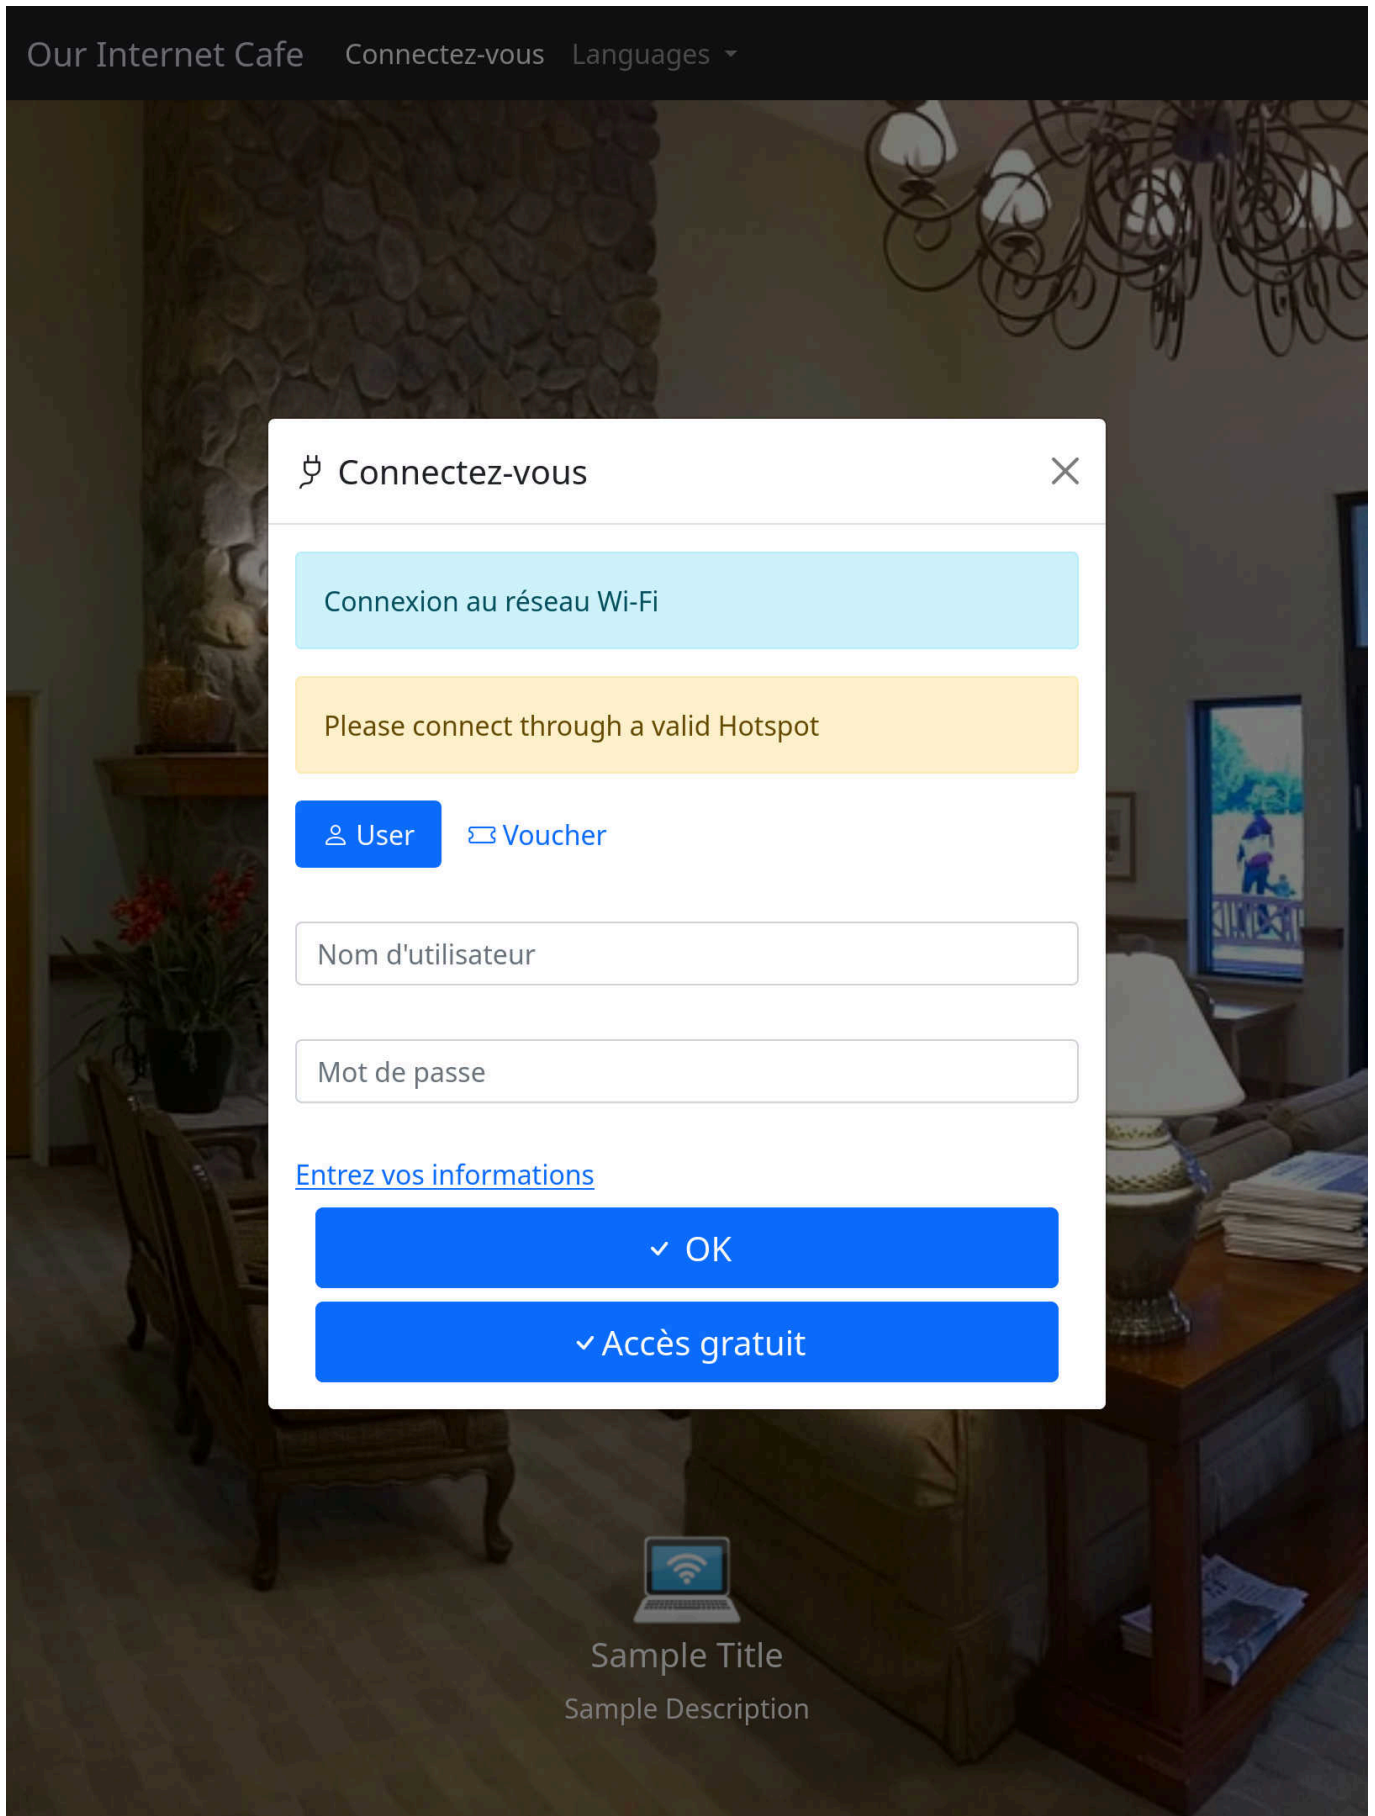 Our Internet Cafe
Connectez-vous
Languages
Connectez-vous
Connexion au réseau Wi-Fi
Please connect through a valid Hotspot
User
Voucher
Nom d'utilisateur
Mot de passe
Entrez vos informations
OK
Accès gratuit
Sample Title
Sample Description